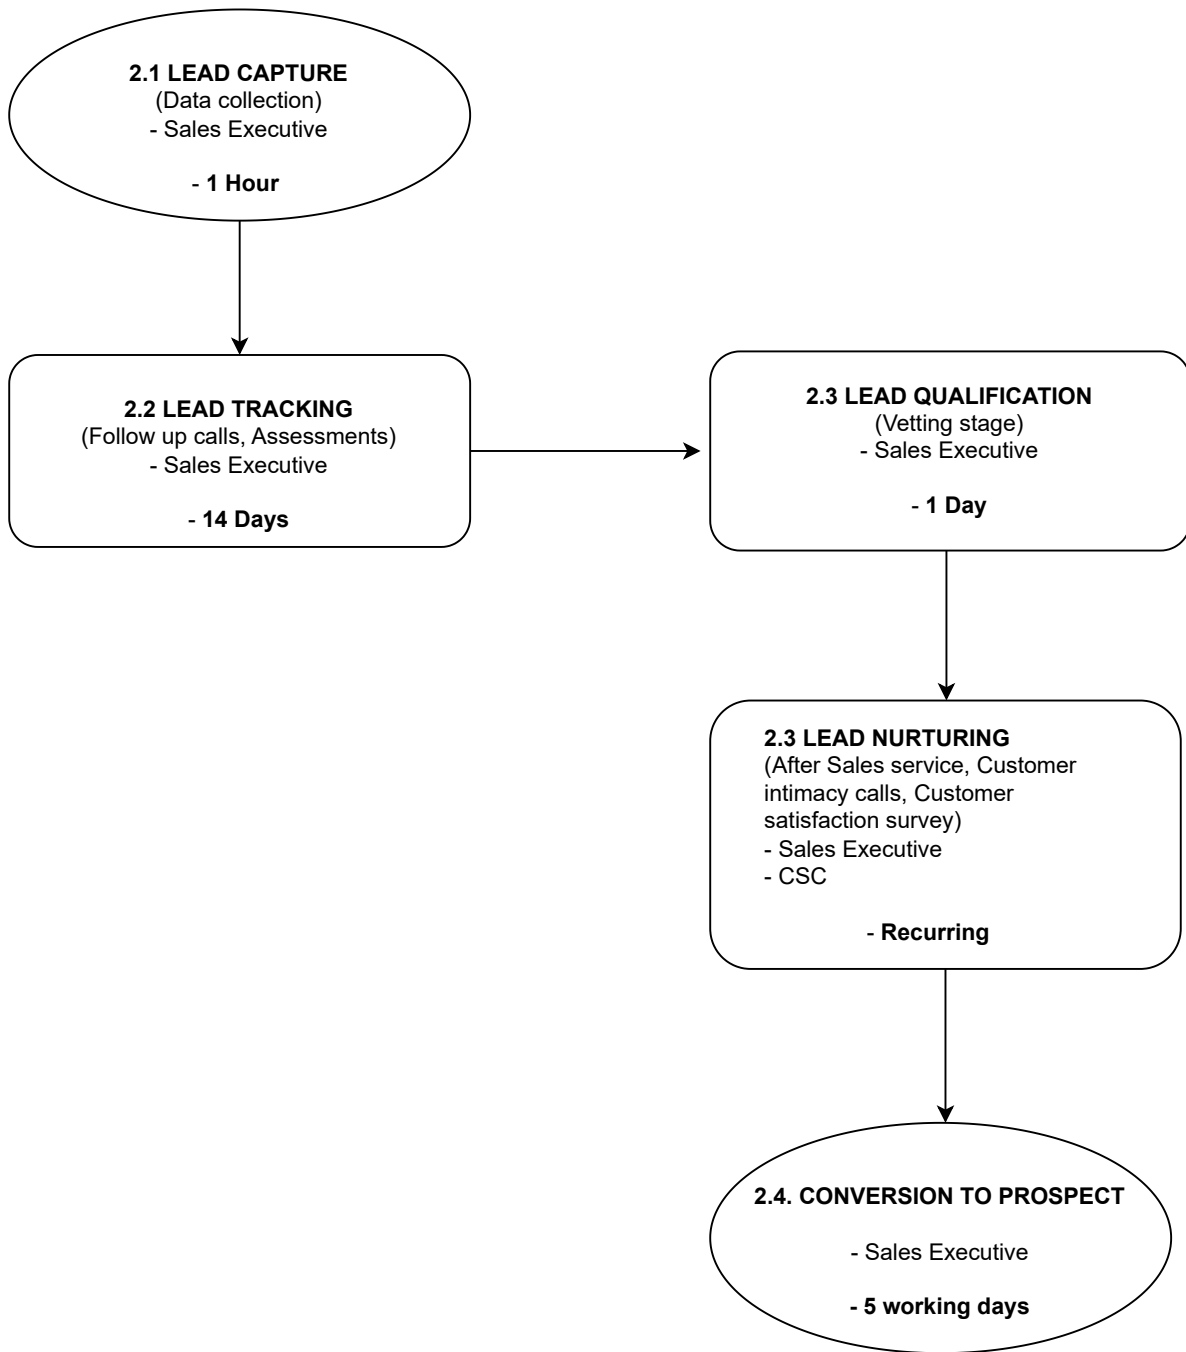 2.1 LEAD CAPTURE
(Data collection)
- Sales Executive
- 1 Hour
2.2 LEAD TRACKING
(Follow up calls, Assessments)
- Sales Executive
- 14 Days
2.3 LEAD QUALIFICATION
(Vetting stage)
- Sales Executive
- 1 Day
2.3 LEAD NURTURING
(After Sales service, Customer
intimacy calls, Customer
satisfaction survey)
- Sales Executive
- CSC
- Recurring
2.4. CONVERSION TO PROSPECT
- Sales Executive
- 5 working days